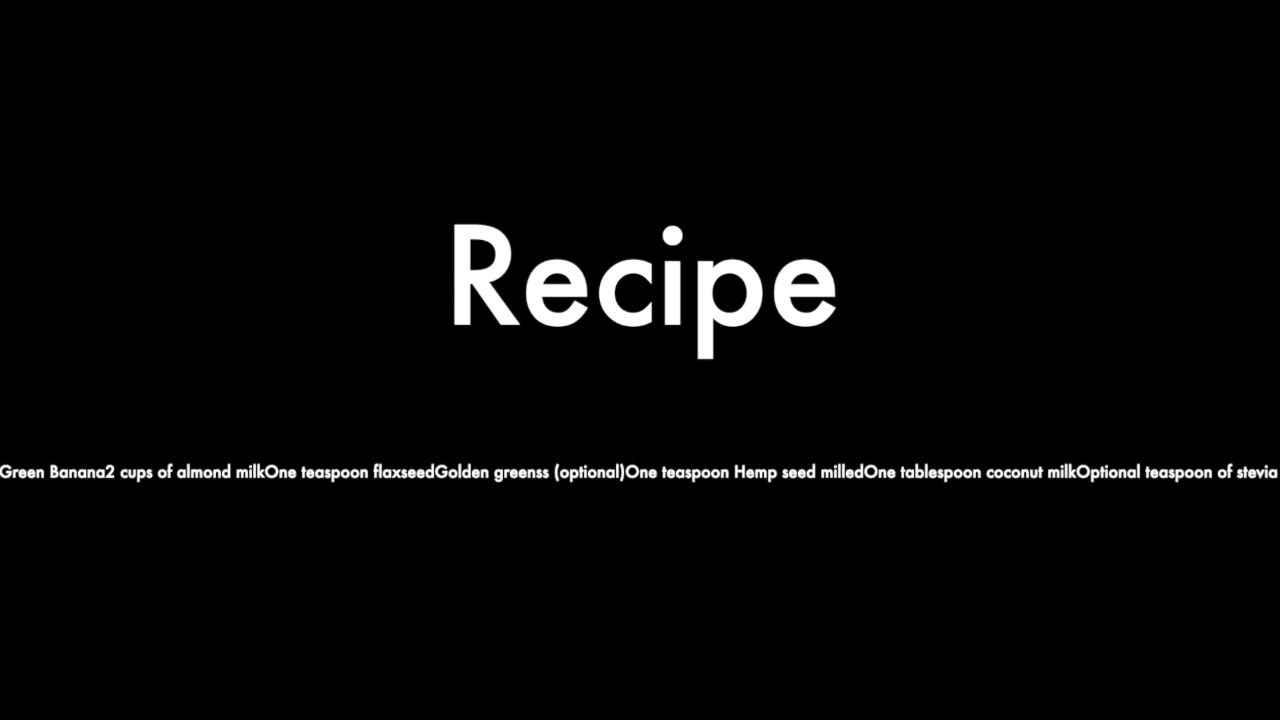 Recipe
Green Banana2 cups of almond milkOne teaspoon flaxseedGolden greenss (optional)One teaspoon Hemp seed milledOne tablespoon coconut milkOptional teaspoon of stevia